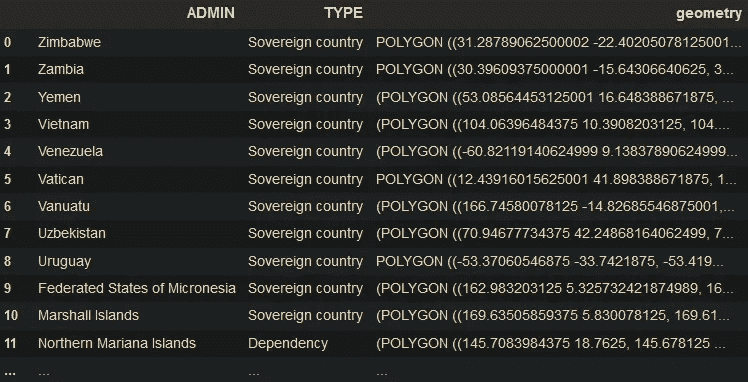 ADMIN TYPE geometry
0 Zimbabwe Sovereign country POLYGON ((31.28789062500002 -22.40205078125001...
1 Zambia Sovereign country POLYGON ((30.39609375000001 -15.64306640625, 3...
2 Yemen Sovereign country (POLYGON ((53.08564453125001 16.648388671875, ...
3 Vietnam Sovereign country (POLYGON ((104.06396484375 10.3908203125, 104....
4 Venezuela Sovereign country (POLYGON ((-60.82119140624999 9.13837890624999...
5 Vatican Sovereign country POLYGON ((12.43916015625001 41.898388671875, 1...
6 Vanuatu Sovereign country (POLYGON ((166.74580078125 -14.82685546875001,...
7 Uzbekistan Sovereign country (POLYGON ((70.94677734375 42.24868164062499, 7...
8 Uruguay Sovereign country POLYGON ((-53.37060546875 -33.7421875, -53.419...
9 Federated States of Micronesia Sovereign country (POLYGON ((162.983203125 5.325732421874989, 16...
10 Marshall Islands Sovereign country (POLYGON ((169.63505859375 5.830078125, 169.61...
11 Northern Mariana Islands Dependency (POLYGON ((145.7083984375 18.7625, 145.678125 ...
... ... ... ...